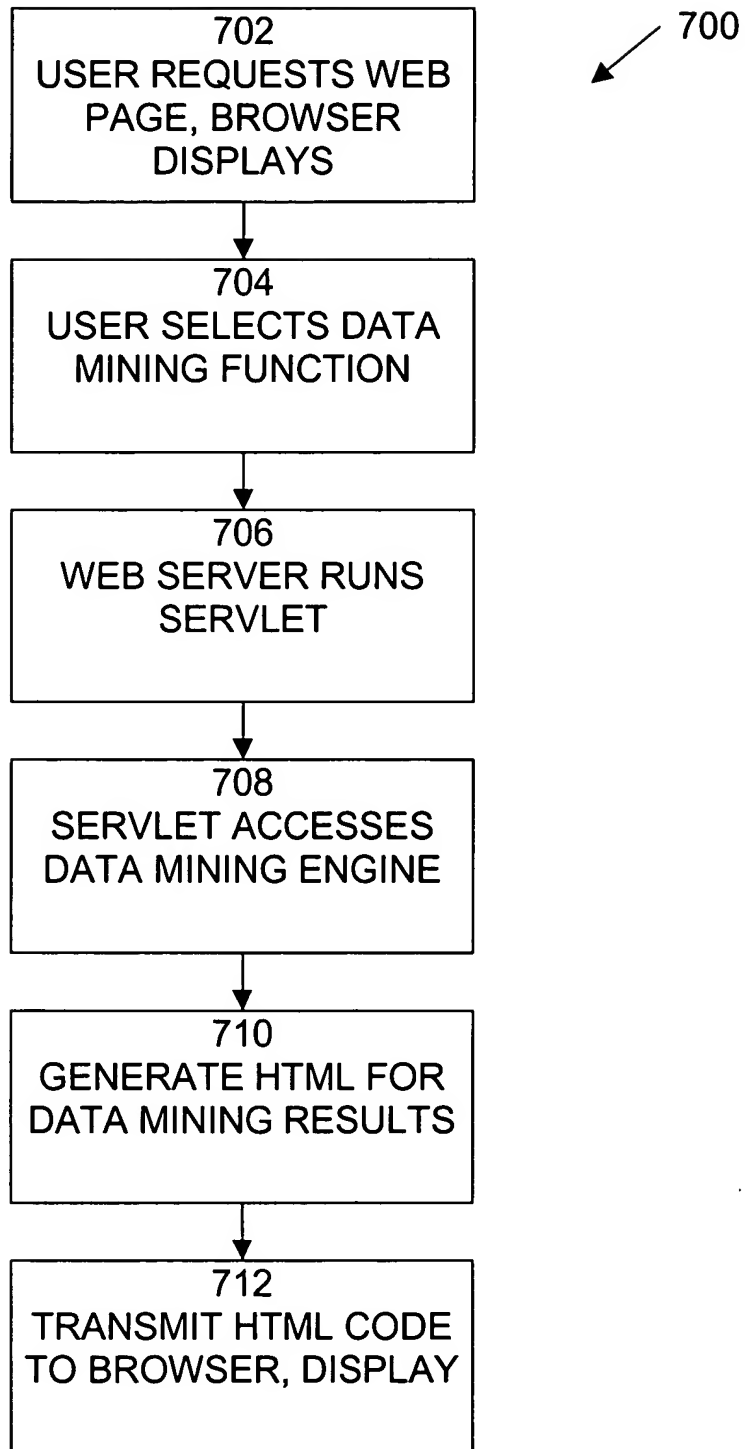 700
702
USER REQUESTS WEB
PAGE, BROWSER
DISPLAYS
704
USER SELECTS DATA
MINING FUNCTION
706
WEB SERVER RUNS
SERVLET
708
SERVLET ACCESSES
DATA MINING ENGINE
710
GENERATE HTML FOR
DATA MINING RESULTS
712
TRANSMIT HTML CODE
TO BROWSER, DISPLAY